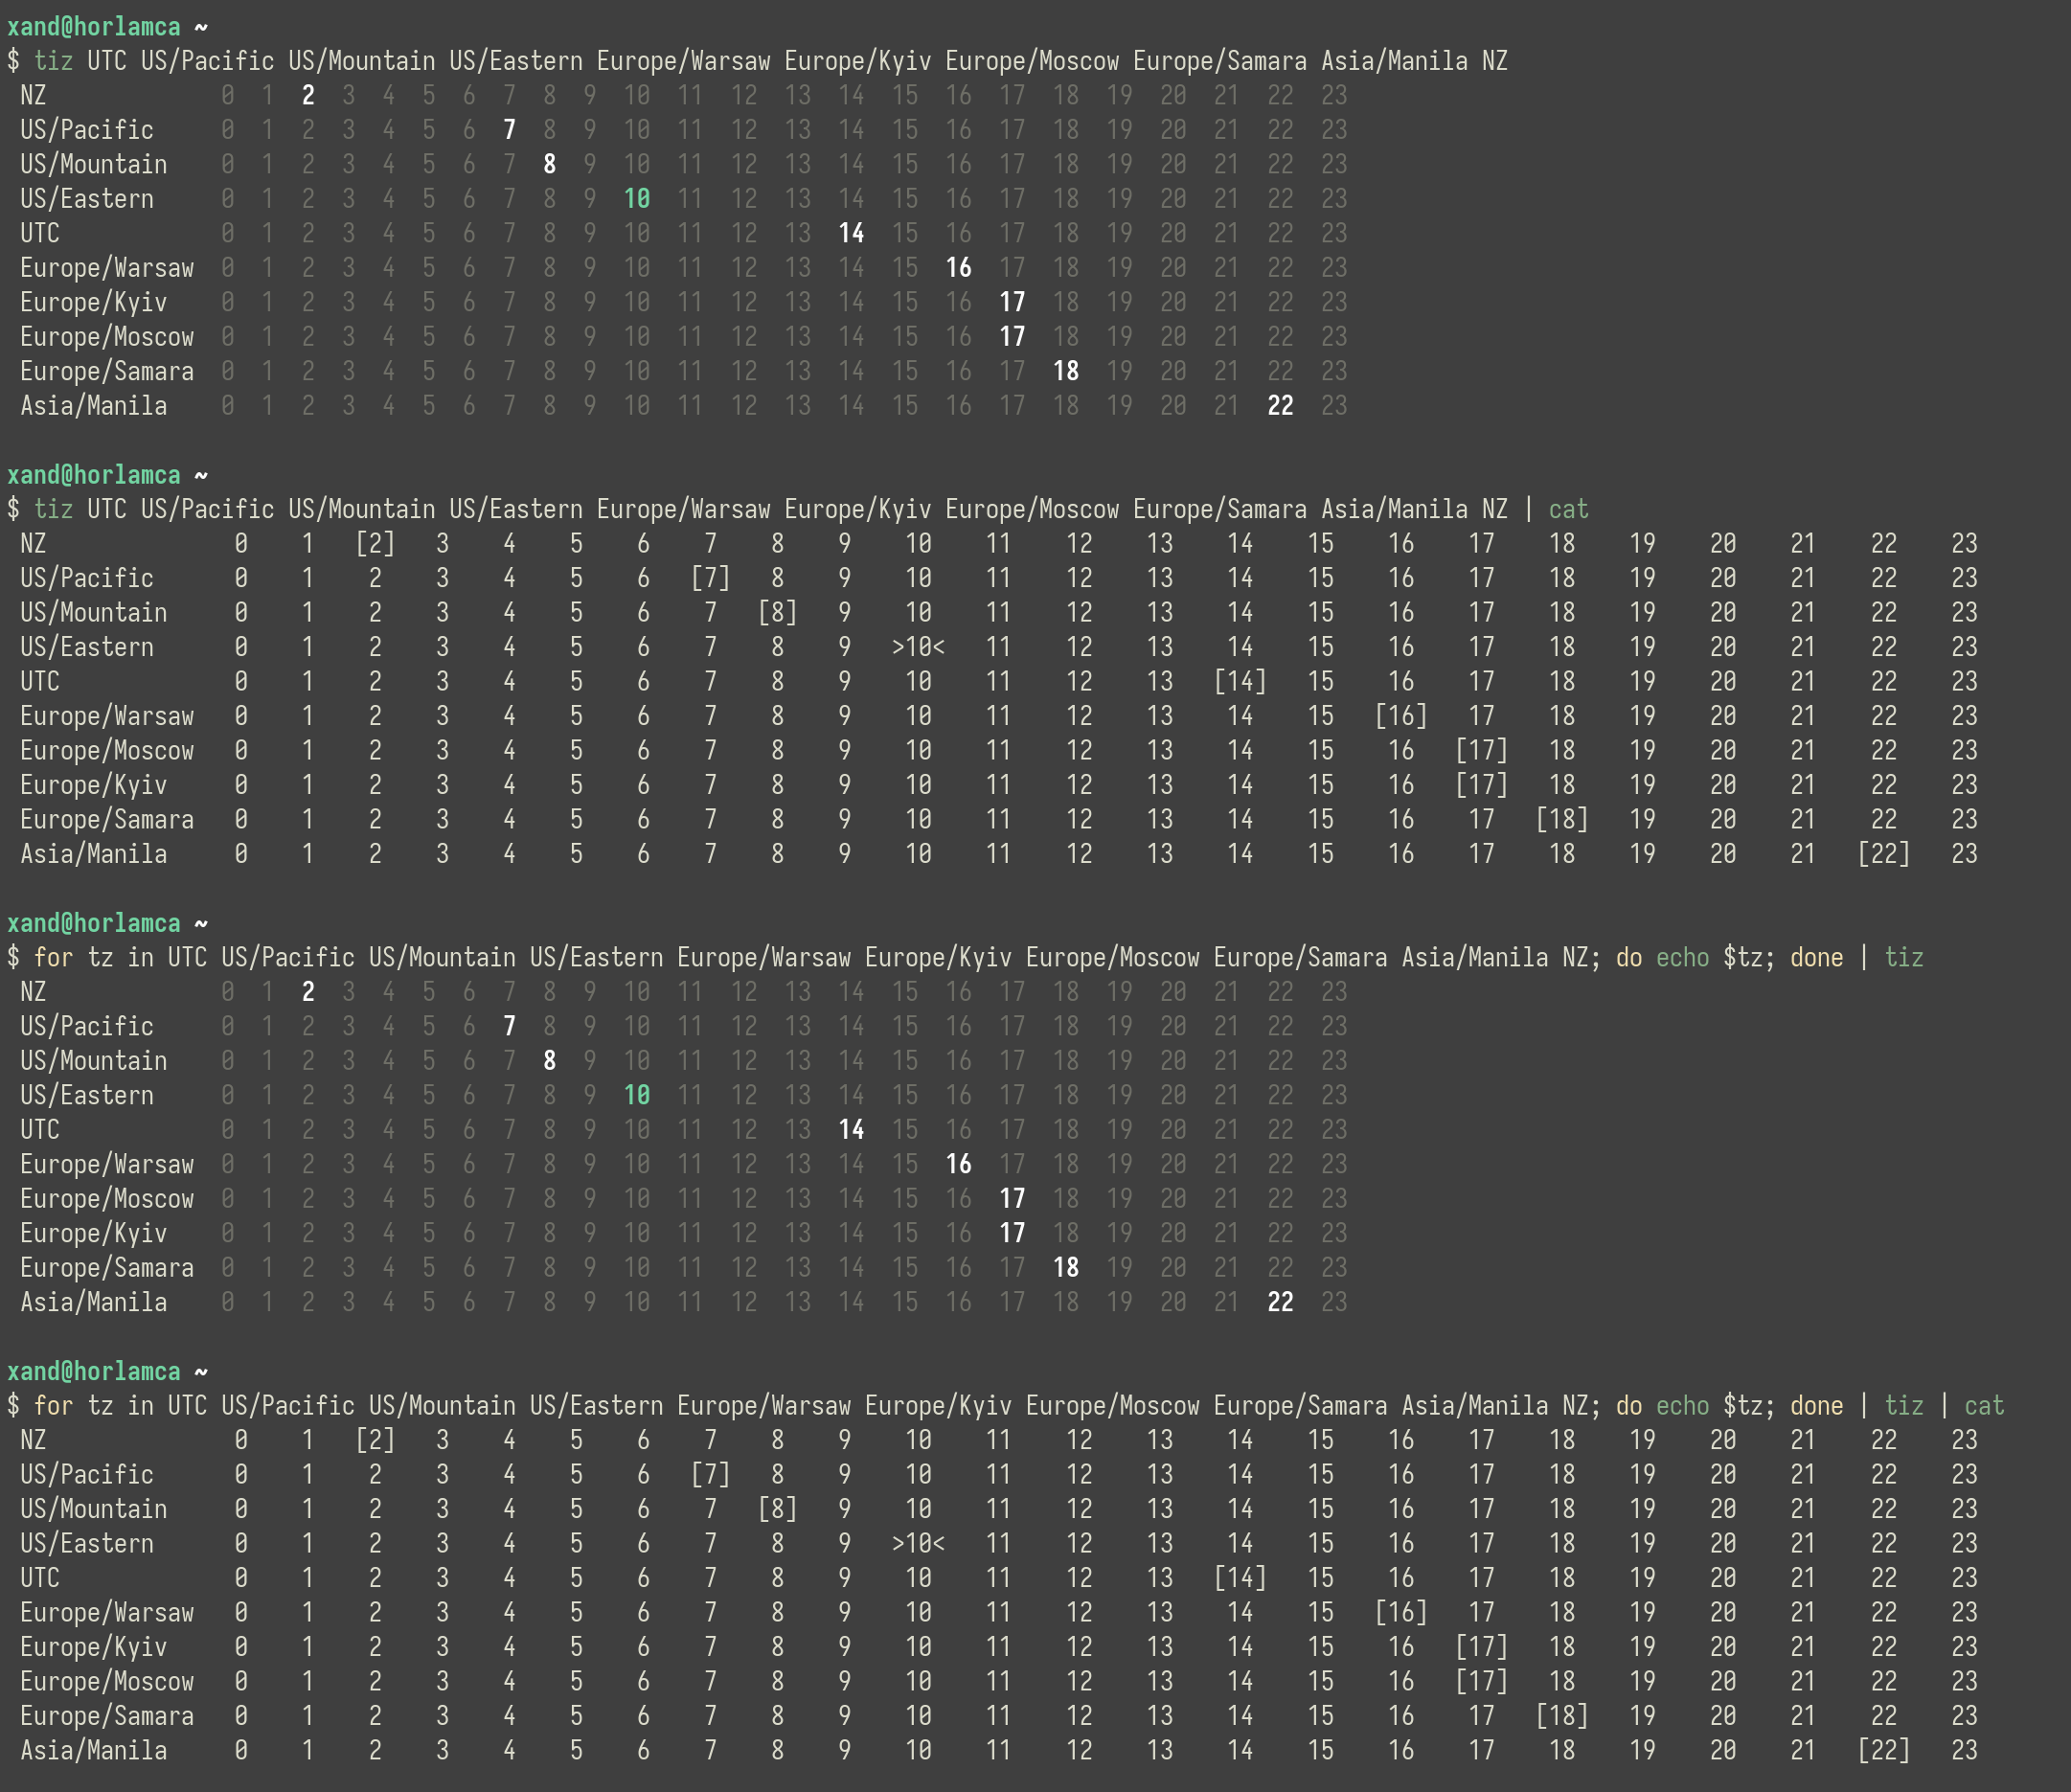 xand@horlamca ~
$ tiz UTC US/Pacific US/Mountain US/Eastern Europe/Warsaw Europe/Kyiv Europe/Moscow Europe/Samara Asia/Manila NZ
NZ 0 1 2 3 4 5 6 7 8 9 10 11 12 13 14 15 16 17 18 19 20 21 22 23
US/Pacific 0 1 2 3 4 5 6 7 8 9 10 11 12 13 14 15 16 17 18 19 20 21 22 23
US/Mountain 0 1 2 3 4 5 6 7 8 9 10 11 12 13 14 15 16 17 18 19 20 21 22 23
US/Eastern 0 1 2 3 4 5 6 7 8 9 10 11 12 13 14 15 16 17 18 19 20 21 22 23
UTC 0 1 2 3 4 5 6 7 8 9 10 11 12 13 14 15 16 17 18 19 20 21 22 23
Europe/Warsaw 0 1 2 3 4 5 6 7 8 9 10 11 12 13 14 15 16 17 18 19 20 21 22 23
Europe/Kyiv 0 1 2 3 4 5 6 7 8 9 10 11 12 13 14 15 16 17 18 19 20 21 22 23
Europe/Moscow 0 1 2 3 4 5 6 7 8 9 10 11 12 13 14 15 16 17 18 19 20 21 22 23
Europe/Samara 0 1 2 3 4 5 6 7 8 9 10 11 12 13 14 15 16 17 18 19 20 21 22 23
Asia/Manila 0 1 2 3 4 5 6 7 8 9 10 11 12 13 14 15 16 17 18 19 20 21 22 23
xand@horlamca ~
$ tiz UTC US/Pacific US/Mountain US/Eastern Europe/Warsaw Europe/Kyiv Europe/Moscow Europe/Samara Asia/Manila NZ | cat
NZ 0 1 [2] 3 4 5 6 7 8 9 10 11 12 13 14 15 16 17 18 19 20 21 22 23
US/Pacific 0 1 2 3 4 5 6 [7] 8 9 10 11 12 13 14 15 16 17 18 19 20 21 22 23
US/Mountain 0 1 2 3 4 5 6 7 [8] 9 10 11 12 13 14 15 16 17 18 19 20 21 22 23
US/Eastern 0 1 2 3 4 5 6 7 8 9 >10< 11 12 13 14 15 16 17 18 19 20 21 22 23
UTC 0 1 2 3 4 5 6 7 8 9 10 11 12 13 [14] 15 16 17 18 19 20 21 22 23
Europe/Warsaw 0 1 2 3 4 5 6 7 8 9 10 11 12 13 14 15 [16] 17 18 19 20 21 22 23
Europe/Moscow 0 1 2 3 4 5 6 7 8 9 10 11 12 13 14 15 16 [17] 18 19 20 21 22 23
Europe/Kyiv 0 1 2 3 4 5 6 7 8 9 10 11 12 13 14 15 16 [17] 18 19 20 21 22 23
Europe/Samara 0 1 2 3 4 5 6 7 8 9 10 11 12 13 14 15 16 17 [18] 19 20 21 22 23
Asia/Manila 0 1 2 3 4 5 6 7 8 9 10 11 12 13 14 15 16 17 18 19 20 21 [22] 23
xand@horlamca ~
$ for tz in UTC US/Pacific US/Mountain US/Eastern Europe/Warsaw Europe/Kyiv Europe/Moscow Europe/Samara Asia/Manila NZ; do echo $tz; done | tiz
NZ 0 1 2 3 4 5 6 7 8 9 10 11 12 13 14 15 16 17 18 19 20 21 22 23
US/Pacific 0 1 2 3 4 5 6 7 8 9 10 11 12 13 14 15 16 17 18 19 20 21 22 23
US/Mountain 0 1 2 3 4 5 6 7 8 9 10 11 12 13 14 15 16 17 18 19 20 21 22 23
US/Eastern 0 1 2 3 4 5 6 7 8 9 10 11 12 13 14 15 16 17 18 19 20 21 22 23
UTC 0 1 2 3 4 5 6 7 8 9 10 11 12 13 14 15 16 17 18 19 20 21 22 23
Europe/Warsaw 0 1 2 3 4 5 6 7 8 9 10 11 12 13 14 15 16 17 18 19 20 21 22 23
Europe/Moscow 0 1 2 3 4 5 6 7 8 9 10 11 12 13 14 15 16 17 18 19 20 21 22 23
Europe/Kyiv 0 1 2 3 4 5 6 7 8 9 10 11 12 13 14 15 16 17 18 19 20 21 22 23
Europe/Samara 0 1 2 3 4 5 6 7 8 9 10 11 12 13 14 15 16 17 18 19 20 21 22 23
Asia/Manila 0 1 2 3 4 5 6 7 8 9 10 11 12 13 14 15 16 17 18 19 20 21 22 23
xand@horlamca ~
$ for tz in UTC US/Pacific US/Mountain US/Eastern Europe/Warsaw Europe/Kyiv Europe/Moscow Europe/Samara Asia/Manila NZ; do echo $tz; done | tiz | cat
NZ 0 1 [2] 3 4 5 6 7 8 9 10 11 12 13 14 15 16 17 18 19 20 21 22 23
US/Pacific 0 1 2 3 4 5 6 [7] 8 9 10 11 12 13 14 15 16 17 18 19 20 21 22 23
US/Mountain 0 1 2 3 4 5 6 7 [8] 9 10 11 12 13 14 15 16 17 18 19 20 21 22 23
US/Eastern 0 1 2 3 4 5 6 7 8 9 >10< 11 12 13 14 15 16 17 18 19 20 21 22 23
UTC 0 1 2 3 4 5 6 7 8 9 10 11 12 13 [14] 15 16 17 18 19 20 21 22 23
Europe/Warsaw 0 1 2 3 4 5 6 7 8 9 10 11 12 13 14 15 [16] 17 18 19 20 21 22 23
Europe/Kyiv 0 1 2 3 4 5 6 7 8 9 10 11 12 13 14 15 16 [17] 18 19 20 21 22 23
Europe/Moscow 0 1 2 3 4 5 6 7 8 9 10 11 12 13 14 15 16 [17] 18 19 20 21 22 23
Europe/Samara 0 1 2 3 4 5 6 7 8 9 10 11 12 13 14 15 16 17 [18] 19 20 21 22 23
Asia/Manila 0 1 2 3 4 5 6 7 8 9 10 11 12 13 14 15 16 17 18 19 20 21 [22] 23